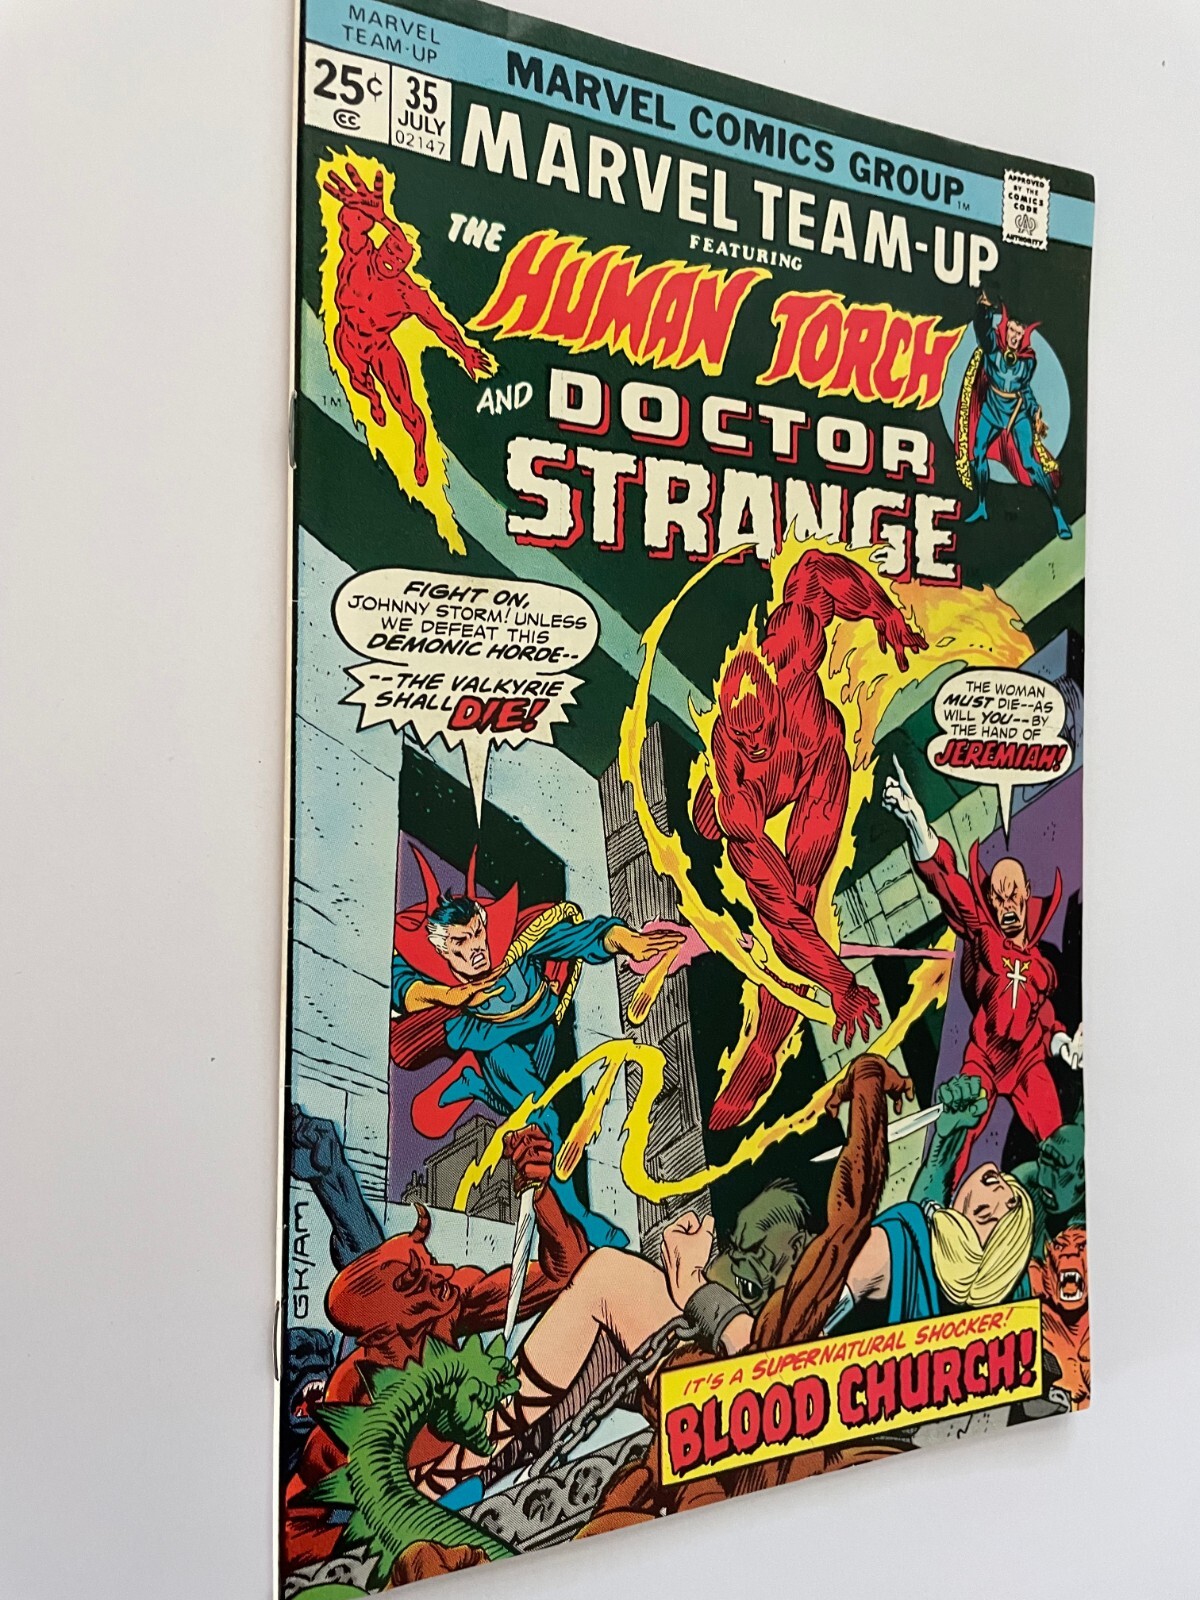 MARVEL
TEAM-UP
MARVEL COMICS GROUP
TM
25¢
CC
35
JULY
02147
APPROVED
BY THE
COMICS
CODE
AUTHORITY
MARVEL TEAM-UP
FEATURING
THE
HUMAN TORCH
AND DOCTOR
STRANGE
TM
FIGHT ON,
JOHNNY STORM! UNLESS
WE DEFEAT THIS
DEMONIC HORDE--
--THE VALKYRIE
SHALL DIE!
THE WOMAN
MUST DIE--AS
WILL YOU--BY
THE HAND OF
JEREMIAH!
GK/AM
IT'S A SUPERNATURAL SHOCKER!
BLOOD CHURCH!